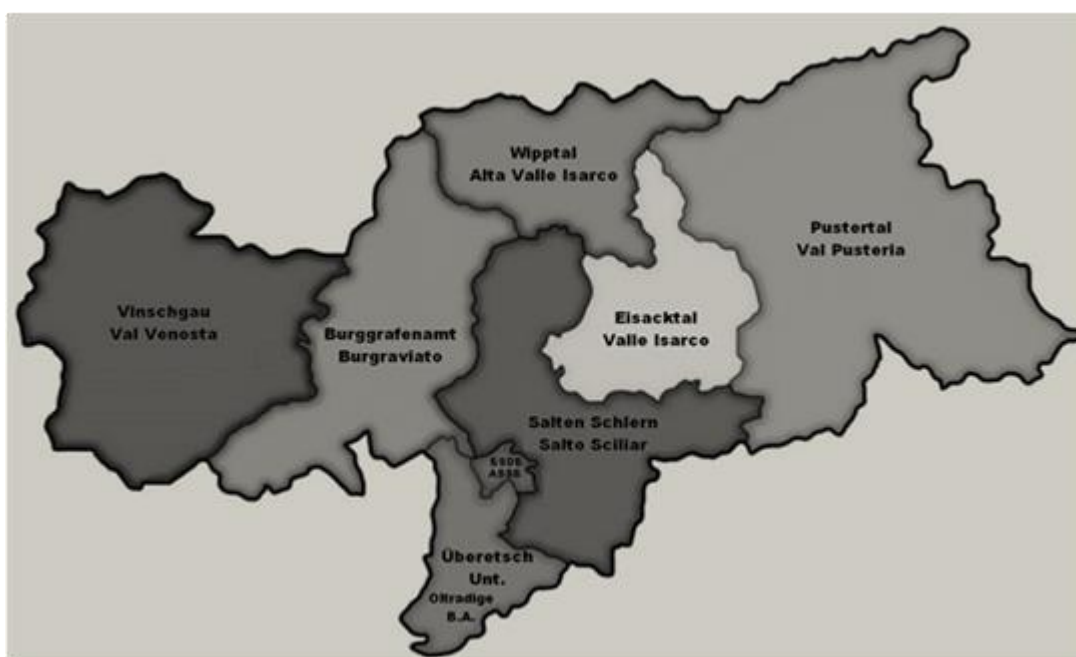 Wipptal
Alta Valle Isarco
Pustertal
Val Pusteria
Vinschgau
Val Venosta
Burggrafenamt
Burgraviato
Eisacktal
Valle Isarco
Salten Schlern
Salto Sciliar
ASSB
Überetsch
Unt.
Oltradige
B.A.